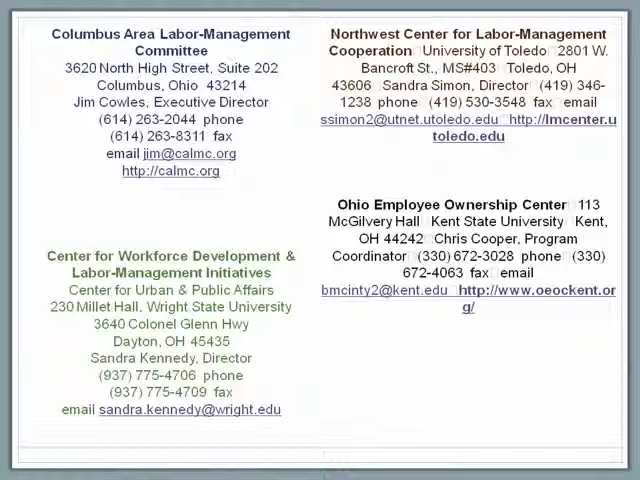 Columbus Area Labor-Management
Committee
3620 North High Street, Suite 202
Columbus, Ohio 43214
Jim Cowles, Executive Director
(614) 263-2044 phone
(614) 263-8311 fax
email jim@calmc.org
http://calmc.org
Center for Workforce Development &
Labor-Management Initiatives
Center for Urban & Public Affairs
230 Millet Hall, Wright State University
3640 Colonel Glenn Hwy
Dayton, OH 45435
Sandra Kennedy, Director
(937) 775-4706 phone
(937) 775-4709 fax
email sandra.kennedy@wright.edu
Northwest Center for Labor-Management
Cooperation University of Toledo 2801 W.
Bancroft St., MS#403 Toledo, OH
43606 Sandra Simon, Director (419) 346-
1238 phone (419) 530-3548 fax email
ssimon2@utnet.utoledo.edu http://lmcenter.u
toledo.edu
Ohio Employee Ownership Center 113
McGilvery Hall Kent State University Kent,
OH 44242 Chris Cooper, Program
Coordinator (330) 672-3028 phone (330)
672-4063 fax email
bmcinty2@kent.edu http://www.oeockent.or
g/